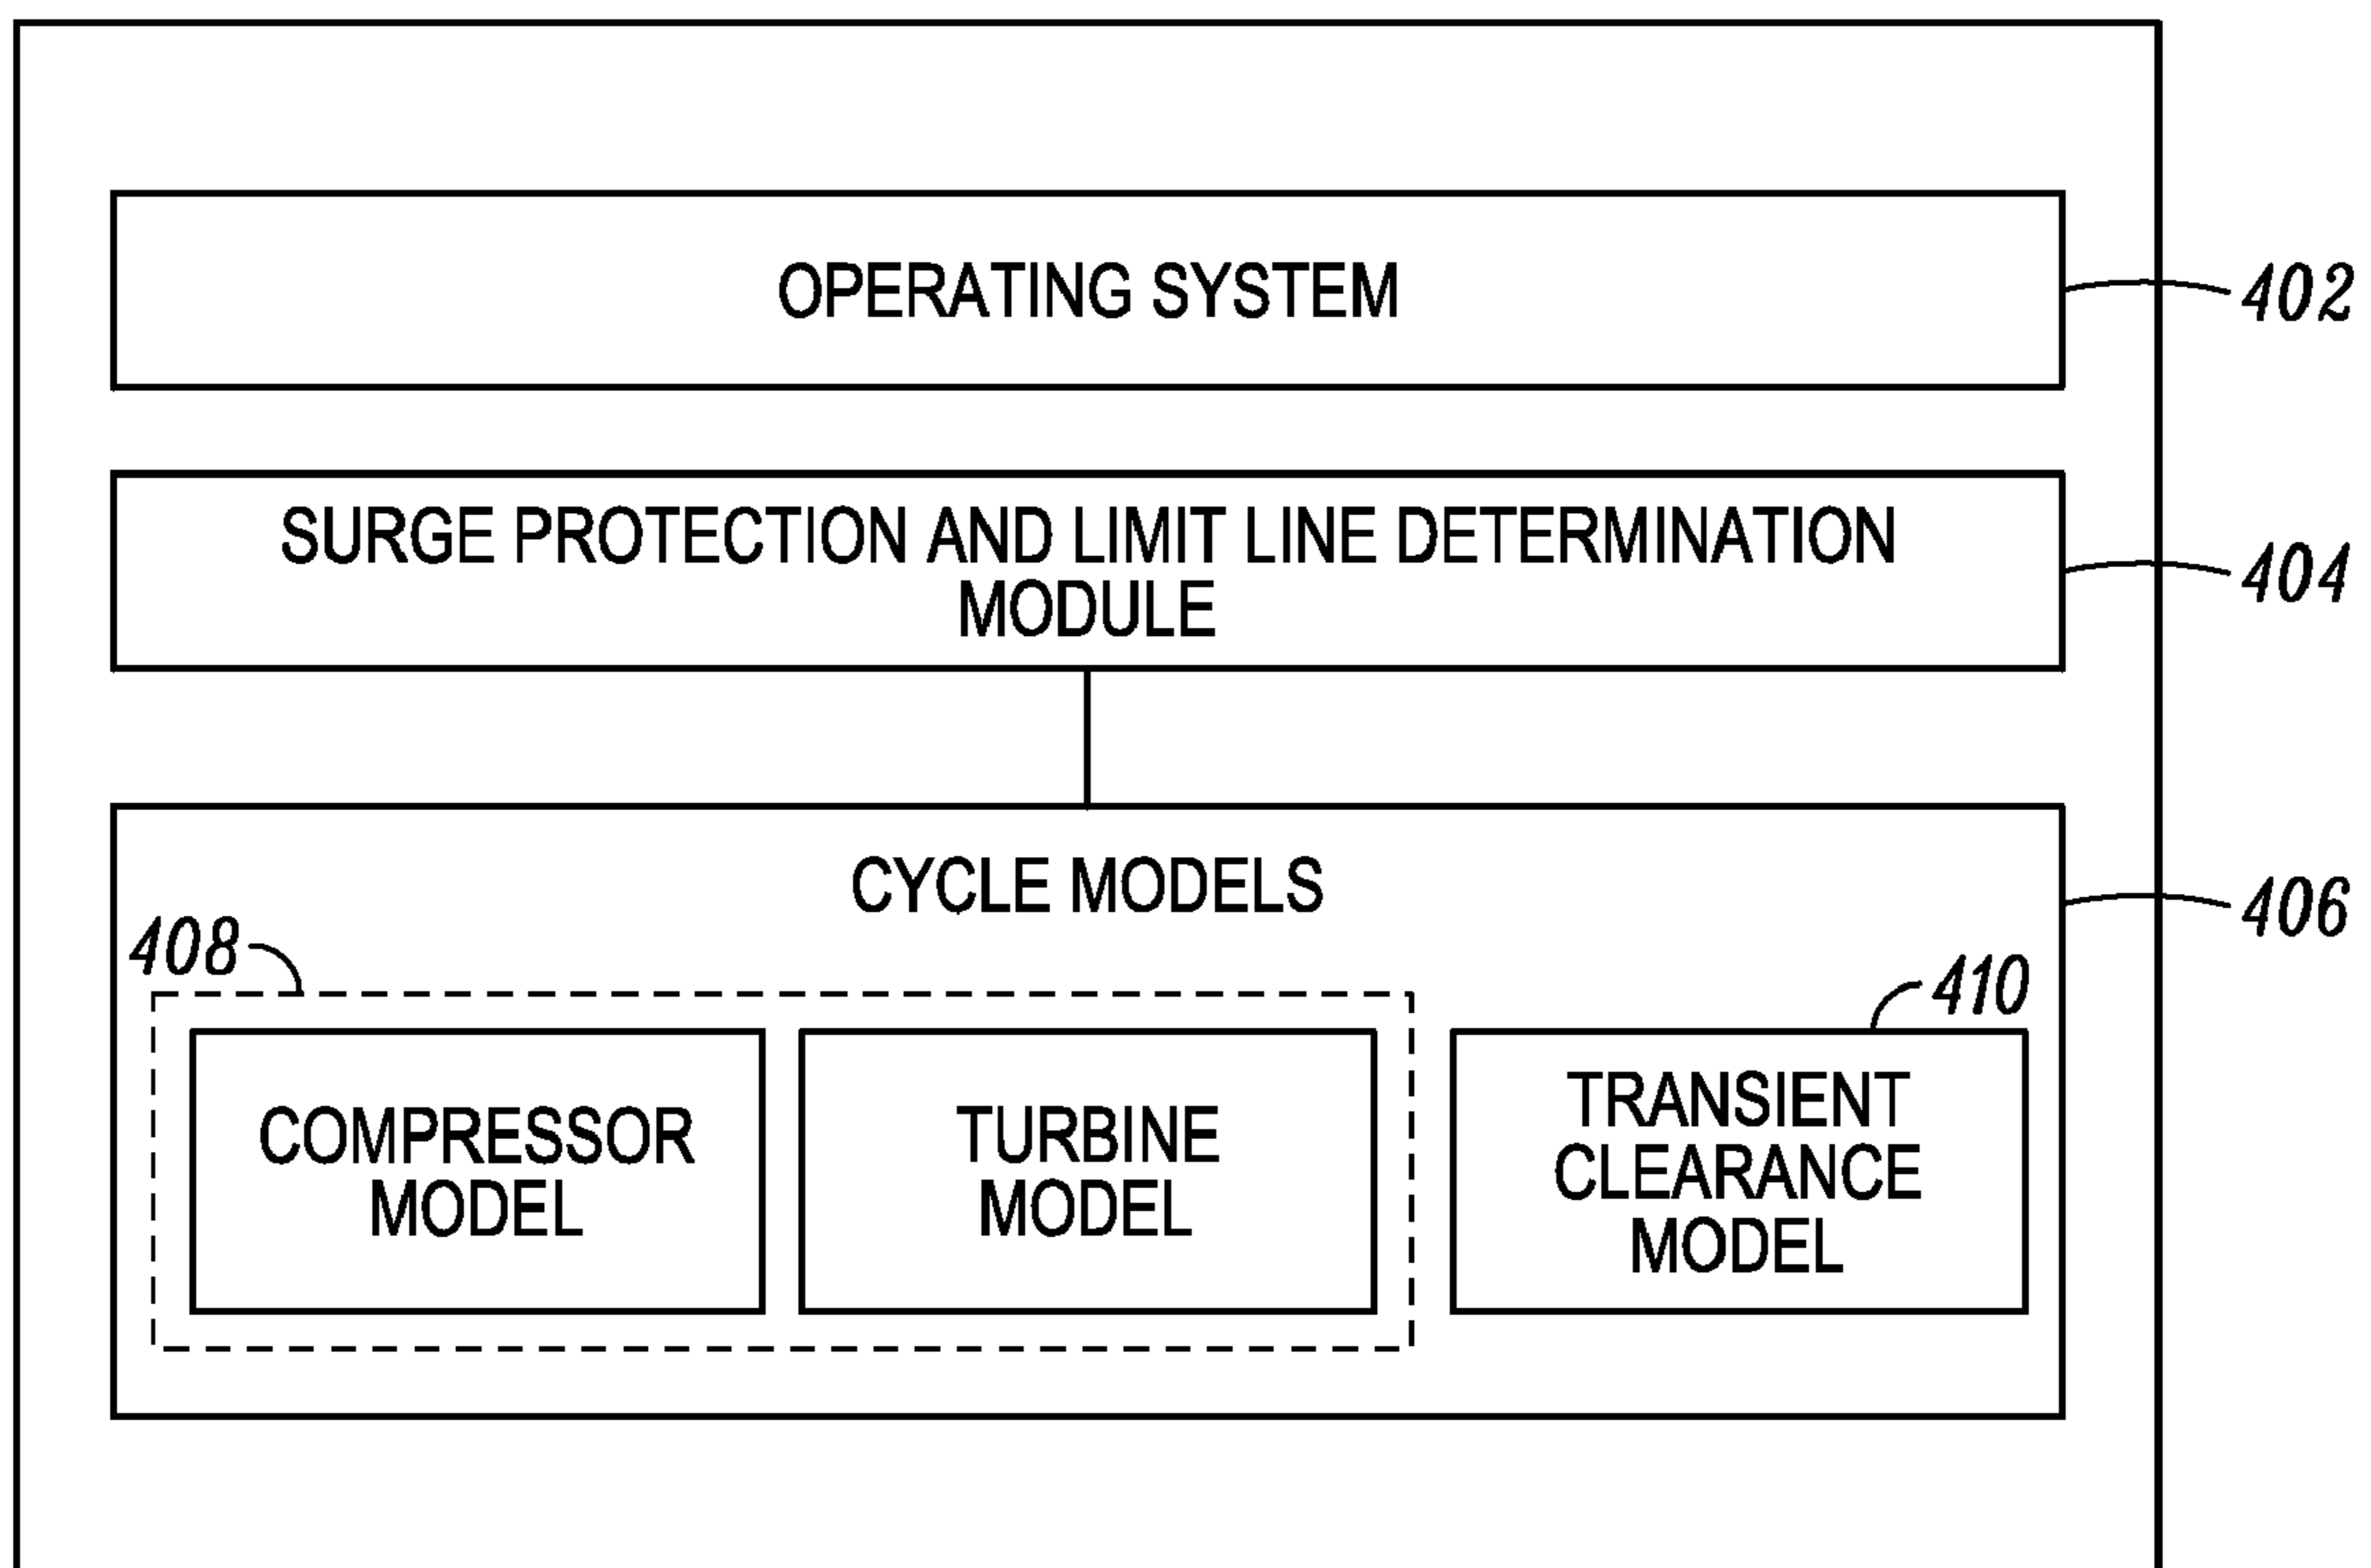 OPERATING SYSTEM
402
SURGE PROTECTION AND LIMIT LINE DETERMINATION
MODULE
404
CYCLE MODELS
406
408
410
COMPRESSOR
MODEL
TURBINE
MODEL
TRANSIENT
CLEARANCE
MODEL